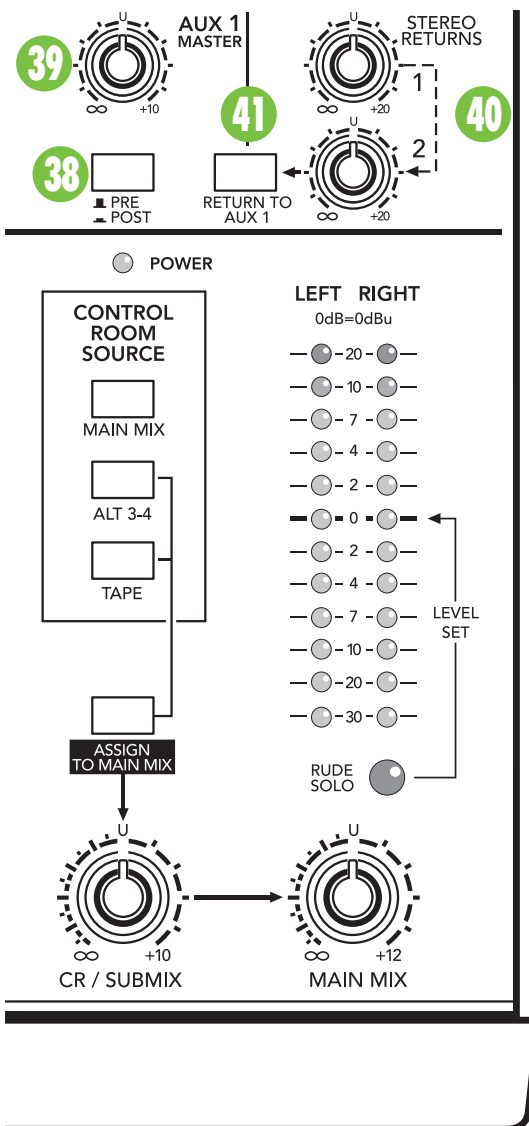 39
U
AUX 1
MASTER
∞
+10
STEREO
RETURNS
+20
∞
1
40
41
38
PRE
POST
RETURN TO
AUX 1
U
2
∞
+20
POWER
CONTROL
ROOM
SOURCE
MAIN MIX
ALT 3-4
TAPE
ASSIGN
TO MAIN MIX
LEFT RIGHT
0dB=0dBu
20
10
7
4
2
0
2
4
7
10
20
30
LEVEL
SET
RUDE
SOLO
U
∞
+10
CR / SUBMIX
U
∞
+12
MAIN MIX